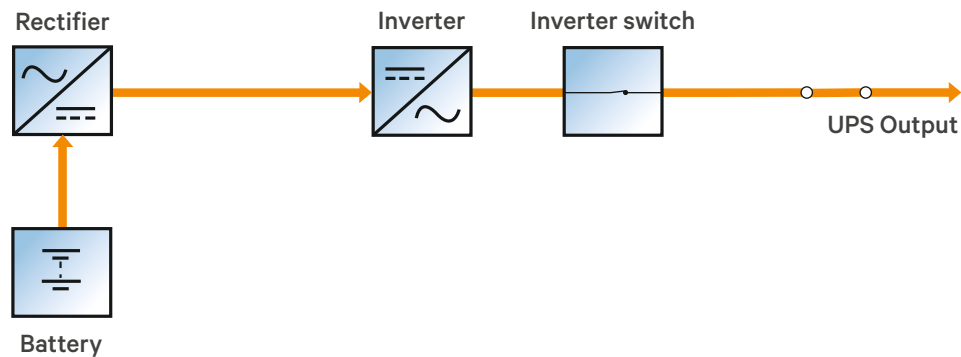 Rectifier
Inverter
Inverter switch
UPS Output
Battery